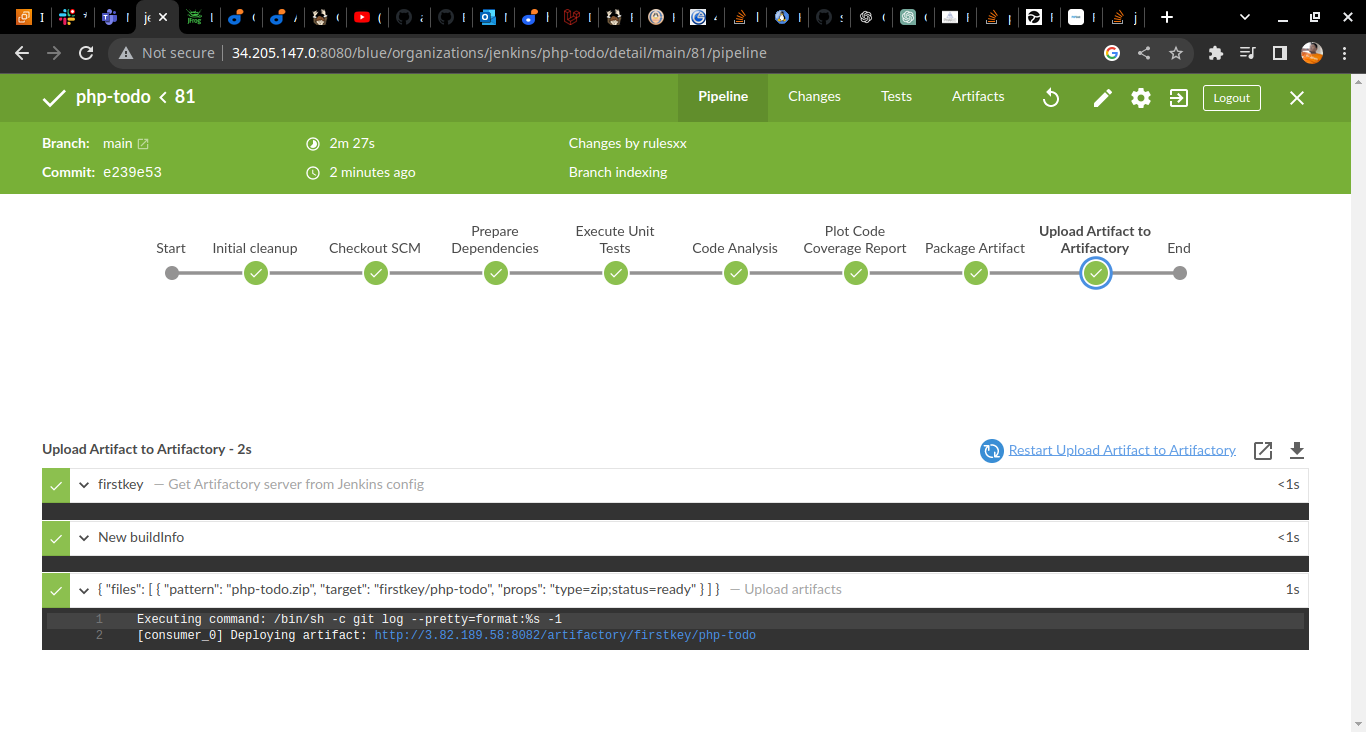 Not secure
34.205.147.0:8080/blue/organizations/jenkins/php-todo/detail/main/81/pipeline
php-todo < 81
Pipeline
Changes
Tests
Artifacts
Logout
Branch: main
2m 27s
Changes by rulesxx
Commit: e239e53
2 minutes ago
Branch indexing
Start
Initial cleanup
Checkout SCM
Prepare
Dependencies
Execute Unit
Tests
Code Analysis
Plot Code
Coverage Report
Package Artifact
Upload Artifact to
Artifactory
End
Upload Artifact to Artifactory - 2s
Restart Upload Artifact to Artifactory
firstkey — Get Artifactory server from Jenkins config
<1s
New buildInfo
<1s
{ "files": [ { "pattern": "php-todo.zip", "target": "firstkey/php-todo", "props": "type=zip;status=ready" } ] } — Upload artifacts
1s
1 Executing command: /bin/sh -c git log --pretty=format:%s -1
2 [consumer_0] Deploying artifact: http://3.82.189.58:8082/artifactory/firstkey/php-todo